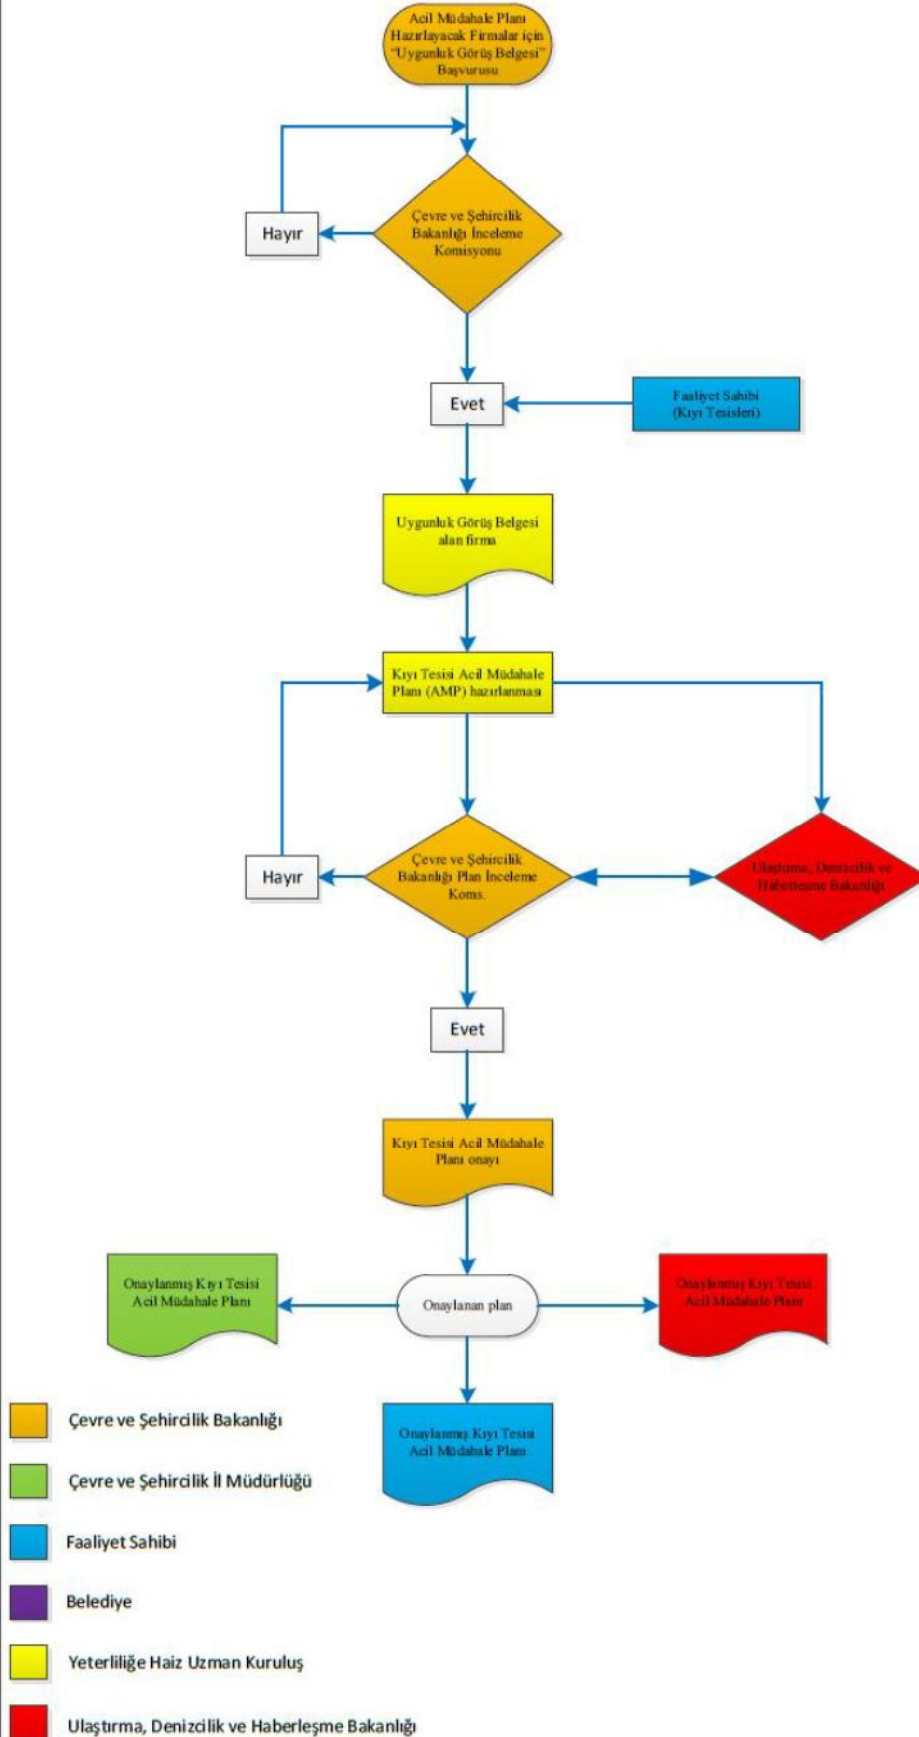 Acil Müdahale Planı
Hazırlayacak Firmalar için
"Uygunluk Görüş Belgesi"
Başvurusu
Çevre ve Şehircilik
Bakanlığı İnceleme
Komisyonu
Hayır
Evet
Faaliyet Sahibi
(Kıyı Tesisleri)
Uygunluk Görüş Belgesi
alan firma
Kıyı Tesisi Acil Müdahale
Planı (AMP) hazırlanması
Çevre ve Şehircilik
Bakanlığı Plan İnceleme
Koms.
Hayır
Ulaştırma, Denizcilik ve
Haberleşme Bakanlığı
Evet
Kıyı Tesisi Acil Müdahale
Planı onayı
Onaylanmış Kıyı Tesisi
Acil Müdahale Planı
Onaylanan plan
Onaylanmış Kıyı Tesisi
Acil Müdahale Planı
Onaylanmış Kıyı Tesisi
Acil Müdahale Planı
Çevre ve Şehircilik Bakanlığı
Çevre ve Şehircilik İl Müdürlüğü
Faaliyet Sahibi
Belediye
Yeterliliğe Haiz Uzman Kuruluş
Ulaştırma, Denizcilik ve Haberleşme Bakanlığı